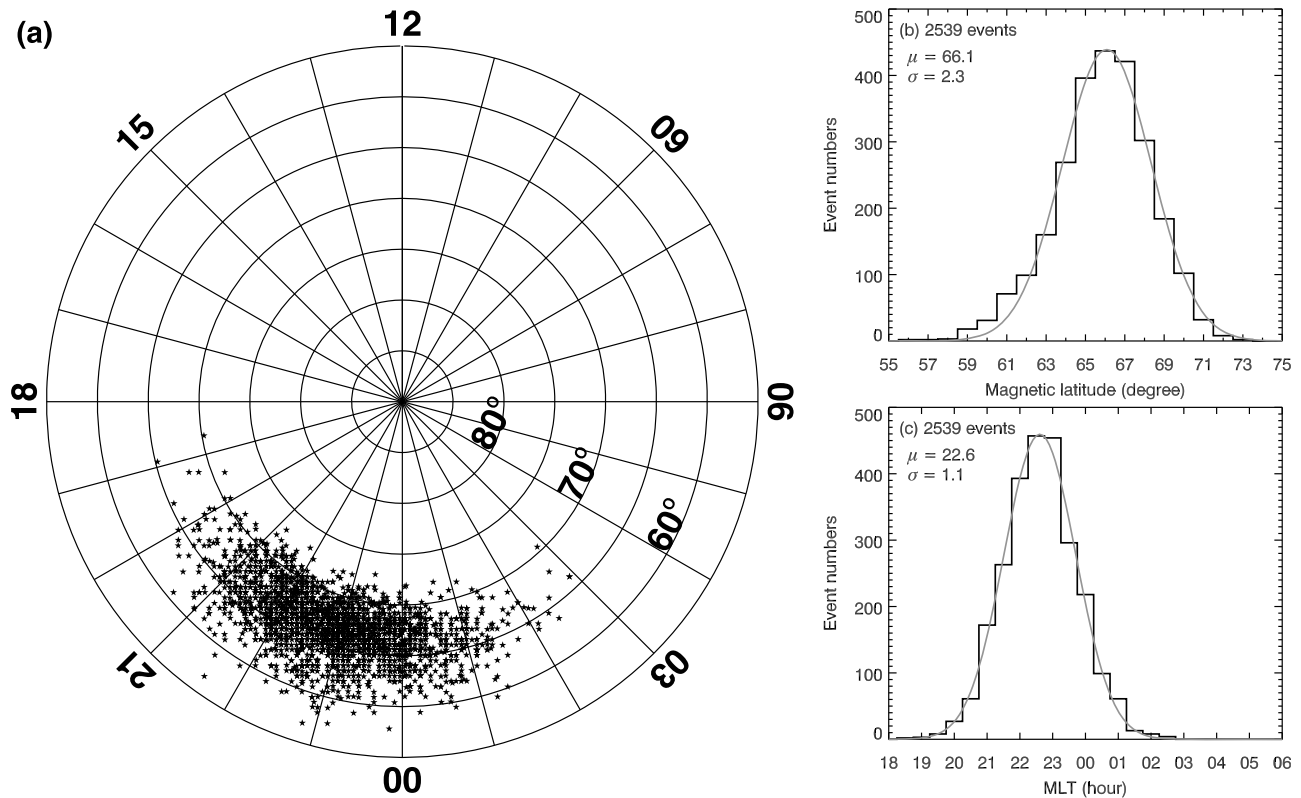 (a)
12
15
09
18
06
80°
70°
60°
21
03
00
500
400
300
200
100
0
(b) 2539 events
μ = 66.1
σ = 2.3
Event numbers
55 57 59 61 63 65 67 69 71 73 75
Magnetic latitude (degree)
500
400
300
200
100
0
(c) 2539 events
μ = 22.6
σ = 1.1
Event numbers
18 19 20 21 22 23 00 01 02 03 04 05 06
MLT (hour)